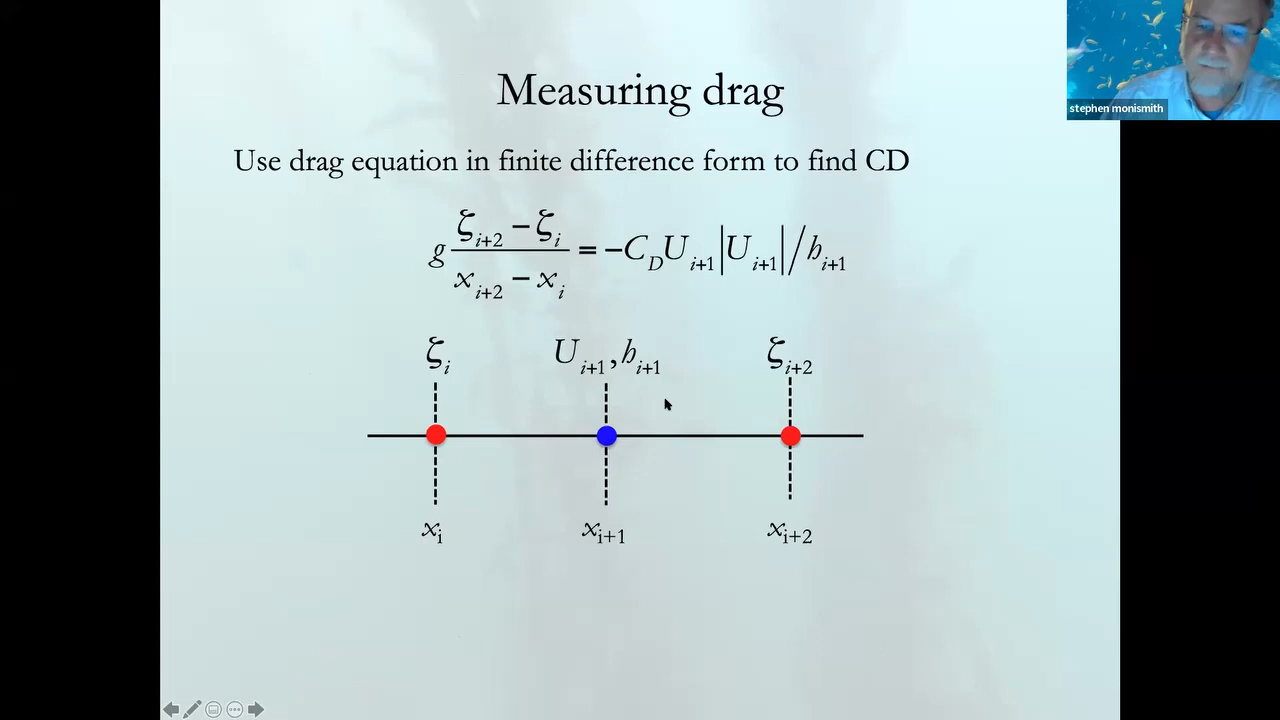 stephen monismith
Measuring drag
Use drag equation in finite difference form to find CD
g (ζ_{i+2} − ζ_i) / (x_{i+2} − x_i) = −C_D U_{i+1} |U_{i+1}| / h_{i+1}
ζ_i U_{i+1}, h_{i+1} ζ_{i+2}
x_i x_{i+1} x_{i+2}